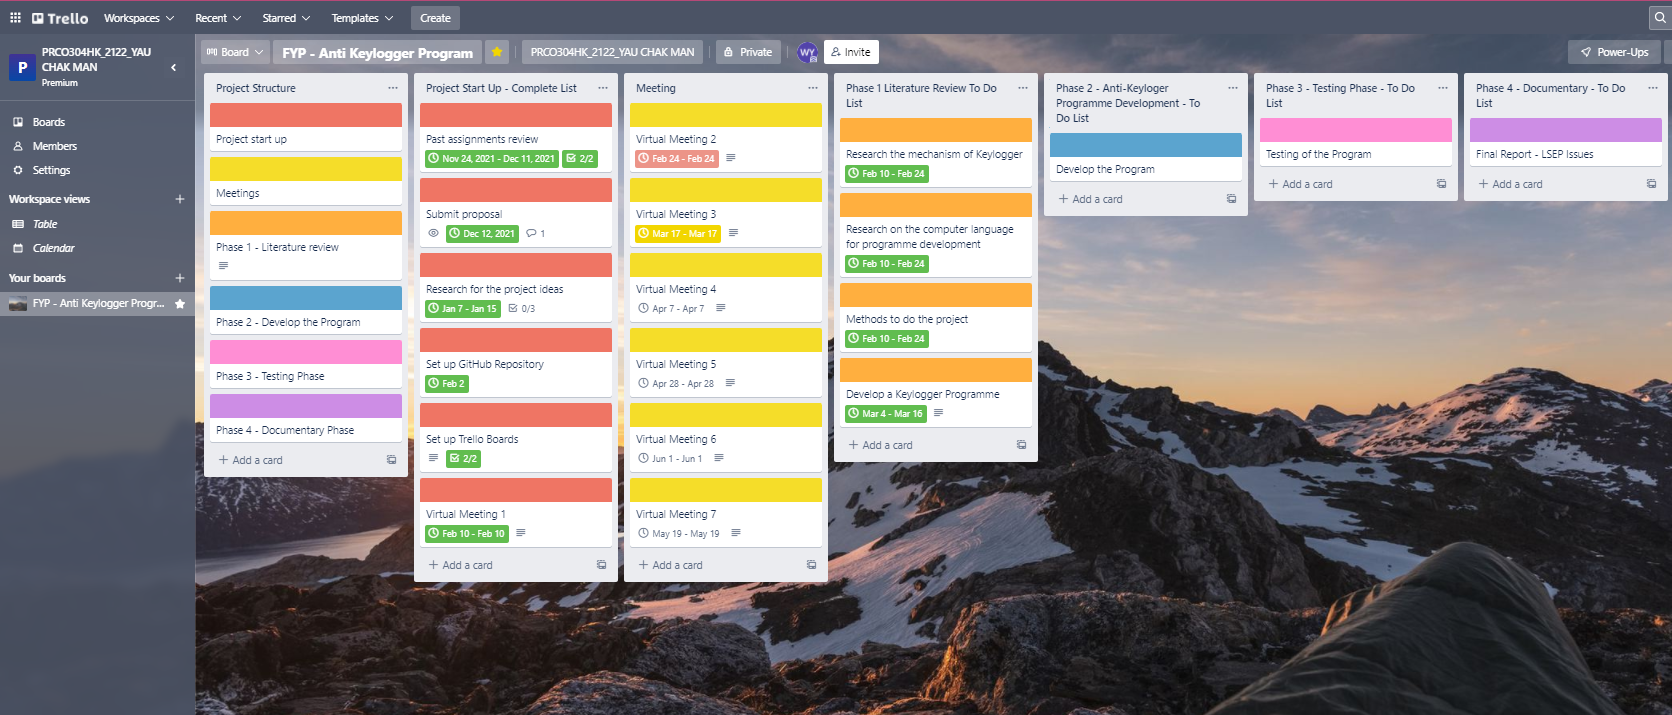 Trello
Workspaces
Recent
Starred
Templates
Create
P
PRCO304HK_2122_YAU
CHAK MAN
Premium
Boards
Members
Settings
Workspace views
Table
Calendar
Your boards
FYP - Anti Keylogger Progr...
Board
FYP - Anti Keylogger Program
PRCO304HK_2122_YAU CHAK MAN
Private
WY
Invite
Power-Ups
Project Structure
Project start up
Meetings
Phase 1 - Literature review
Phase 2 - Develop the Program
Phase 3 - Testing Phase
Phase 4 - Documentary Phase
Add a card
Project Start Up - Complete List
Past assignments review
Nov 24, 2021 - Dec 11, 2021 2/2
Submit proposal
Dec 12, 2021 1
Research for the project ideas
Jan 7 - Jan 15 0/3
Set up GitHub Repository
Feb 2
Set up Trello Boards
2/2
Virtual Meeting 1
Feb 10 - Feb 10
Add a card
Meeting
Virtual Meeting 2
Feb 24 - Feb 24
Virtual Meeting 3
Mar 17 - Mar 17
Virtual Meeting 4
Apr 7 - Apr 7
Virtual Meeting 5
Apr 28 - Apr 28
Virtual Meeting 6
Jun 1 - Jun 1
Virtual Meeting 7
May 19 - May 19
Add a card
Phase 1 Literature Review To Do
List
Research the mechanism of Keylogger
Feb 10 - Feb 24
Research on the computer language
for programme development
Feb 10 - Feb 24
Methods to do the project
Feb 10 - Feb 24
Develop a Keylogger Programme
Mar 4 - Mar 16
Add a card
Phase 2 - Anti-Keyloger
Programme Development - To
Do List
Develop the Program
Add a card
Phase 3 - Testing Phase - To Do
List
Testing of the Program
Add a card
Phase 4 - Documentary - To Do
List
Final Report - LSEP Issues
Add a card